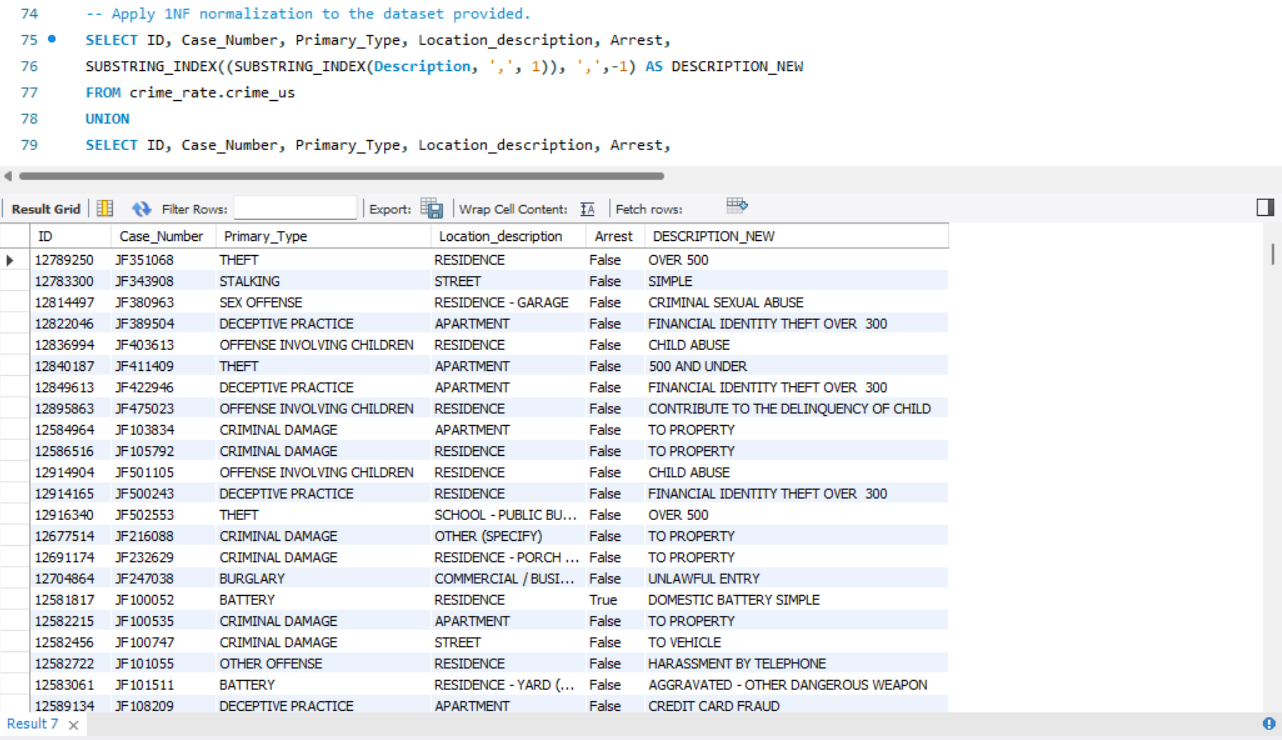 74 -- Apply 1NF normalization to the dataset provided.
75 SELECT ID, Case_Number, Primary_Type, Location_description, Arrest,
76 SUBSTRING_INDEX((SUBSTRING_INDEX(Description, ',', 1)), ',',-1) AS DESCRIPTION_NEW
77 FROM crime_rate.crime_us
78 UNION
79 SELECT ID, Case_Number, Primary_Type, Location_description, Arrest,
Result Grid Filter Rows: Export: Wrap Cell Content: Fetch rows:
ID Case_Number Primary_Type Location_description Arrest DESCRIPTION_NEW
12789250 JF351068 THEFT RESIDENCE False OVER 500
12783300 JF343908 STALKING STREET False SIMPLE
12814497 JF380963 SEX OFFENSE RESIDENCE - GARAGE False CRIMINAL SEXUAL ABUSE
12822046 JF389504 DECEPTIVE PRACTICE APARTMENT False FINANCIAL IDENTITY THEFT OVER  300
12836994 JF403613 OFFENSE INVOLVING CHILDREN RESIDENCE False CHILD ABUSE
12840187 JF411409 THEFT APARTMENT False 500 AND UNDER
12849613 JF422946 DECEPTIVE PRACTICE APARTMENT False FINANCIAL IDENTITY THEFT OVER  300
12895863 JF475023 OFFENSE INVOLVING CHILDREN RESIDENCE False CONTRIBUTE TO THE DELINQUENCY OF CHILD
12584964 JF103834 CRIMINAL DAMAGE APARTMENT False TO PROPERTY
12586516 JF105792 CRIMINAL DAMAGE RESIDENCE False TO PROPERTY
12914904 JF501105 OFFENSE INVOLVING CHILDREN RESIDENCE False CHILD ABUSE
12914165 JF500243 DECEPTIVE PRACTICE RESIDENCE False FINANCIAL IDENTITY THEFT OVER  300
12916340 JF502553 THEFT SCHOOL - PUBLIC BU... False OVER 500
12677514 JF216088 CRIMINAL DAMAGE OTHER (SPECIFY) False TO PROPERTY
12691174 JF232629 CRIMINAL DAMAGE RESIDENCE - PORCH ... False TO PROPERTY
12704864 JF247038 BURGLARY COMMERCIAL / BUSI... False UNLAWFUL ENTRY
12581817 JF100052 BATTERY RESIDENCE True DOMESTIC BATTERY SIMPLE
12582215 JF100535 CRIMINAL DAMAGE APARTMENT False TO PROPERTY
12582456 JF100747 CRIMINAL DAMAGE STREET False TO VEHICLE
12582722 JF101055 OTHER OFFENSE RESIDENCE False HARASSMENT BY TELEPHONE
12583061 JF101511 BATTERY RESIDENCE - YARD (... False AGGRAVATED - OTHER DANGEROUS WEAPON
12589134 JF108209 DECEPTIVE PRACTICE APARTMENT False CREDIT CARD FRAUD
Result 7